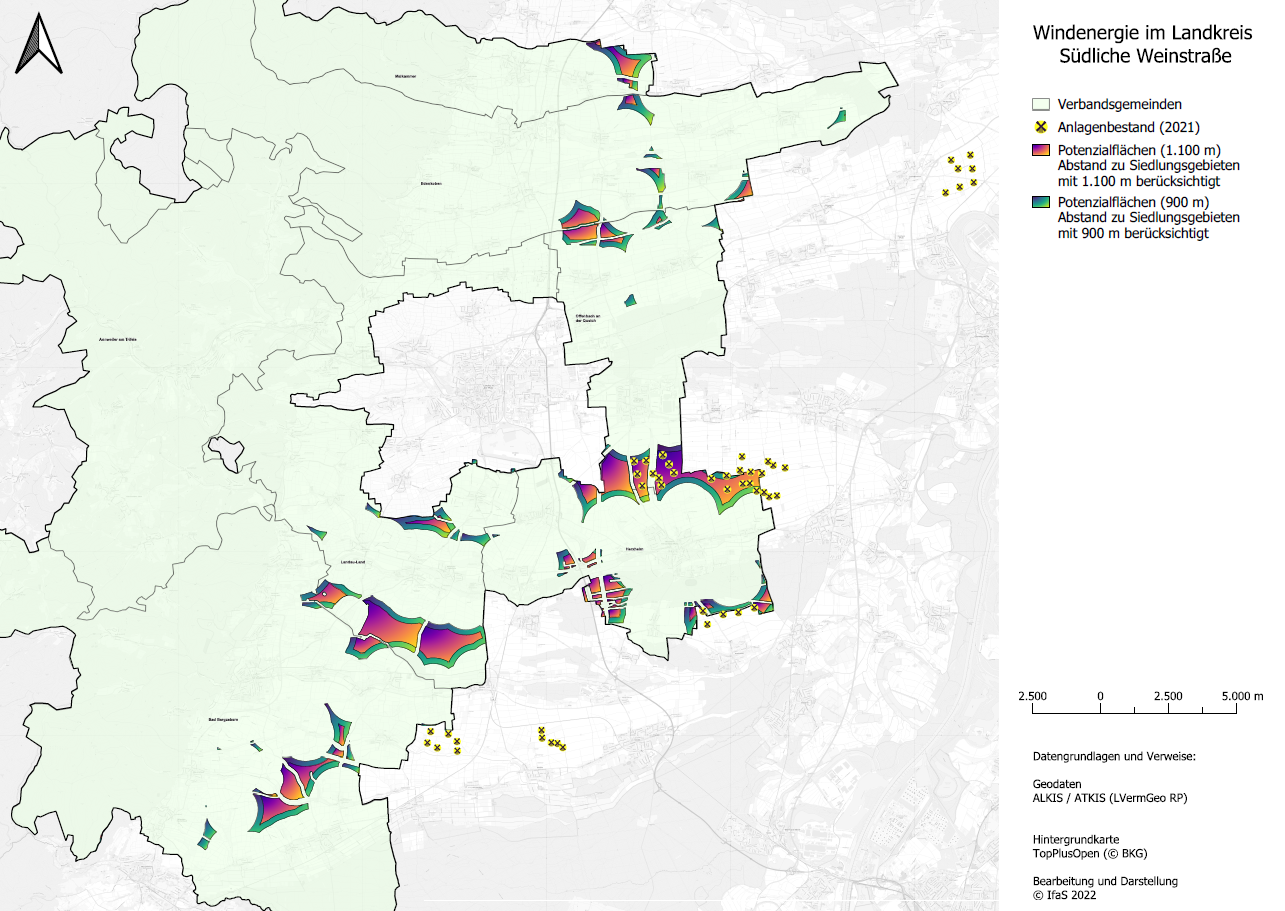 Windenergie im Landkreis
Südliche Weinstraße
Verbandsgemeinden
Anlagenbestand (2021)
Potenzialflächen (1.100 m)
Abstand zu Siedlungsgebieten
mit 1.100 m berücksichtigt
Potenzialflächen (900 m)
Abstand zu Siedlungsgebieten
mit 900 m berücksichtigt
Maikammer
Edenkoben
Offenbach an
der Queich
Annweiler am Trifels
Herxheim
Landau-Land
Bad Bergzabern
2.500 0 2.500 5.000 m
Datengrundlagen und Verweise:
Geodaten
ALKIS / ATKIS (LVermGeo RP)
Hintergrundkarte
TopPlusOpen (© BKG)
Bearbeitung und Darstellung
© IfaS 2022